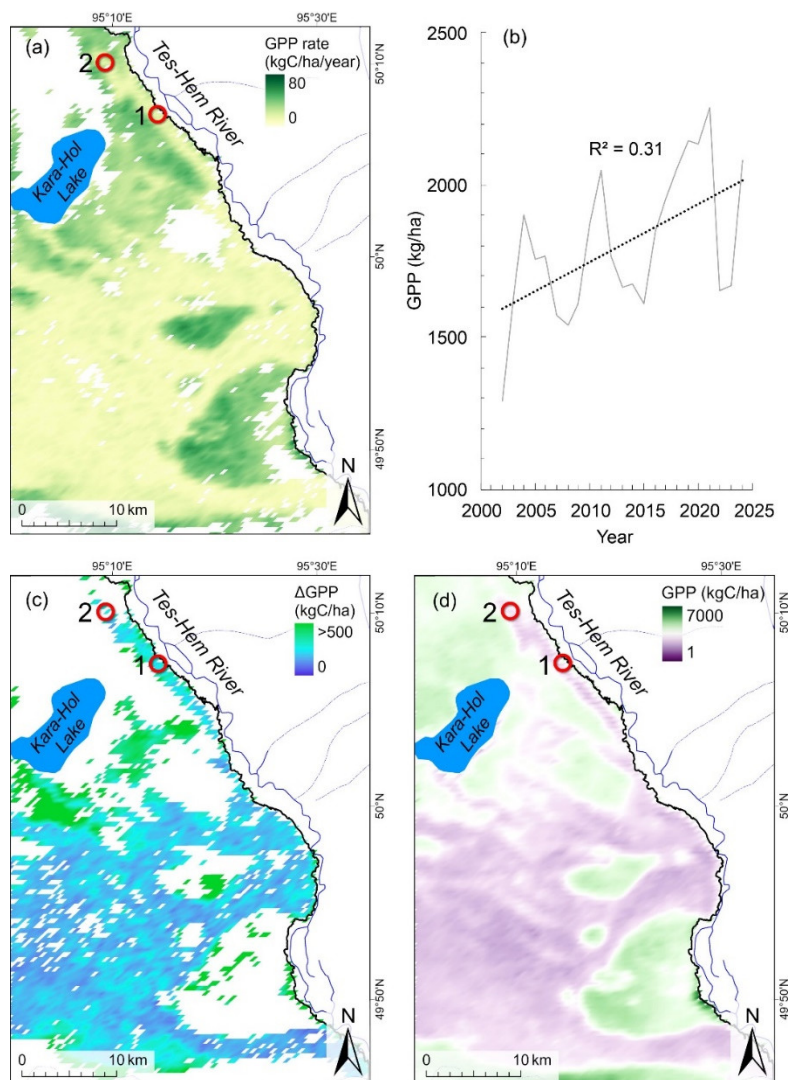 95°10'E
95°30'E
(a)
GPP rate
(kgC/ha/year)
80
0
2
1
Tes-Hem River
Kara-Hol
Lake
50°10'N
50°N
49°50'N
N
0
10 km
(b)
2500
2000
1500
1000
GPP (kg/ha)
R² = 0.31
2000
2005
2010
2015
2020
2025
Year
95°10'E
95°30'E
(c)
ΔGPP
(kgC/ha)
>500
0
2
1
Tes-Hem River
Kara-Hol
Lake
50°10'N
50°N
49°50'N
N
0
10 km
95°10'E
95°30'E
(d)
GPP (kgC/ha)
7000
1
2
1
Tes-Hem River
Kara-Hol
Lake
50°10'N
50°N
49°50'N
N
0
10 km